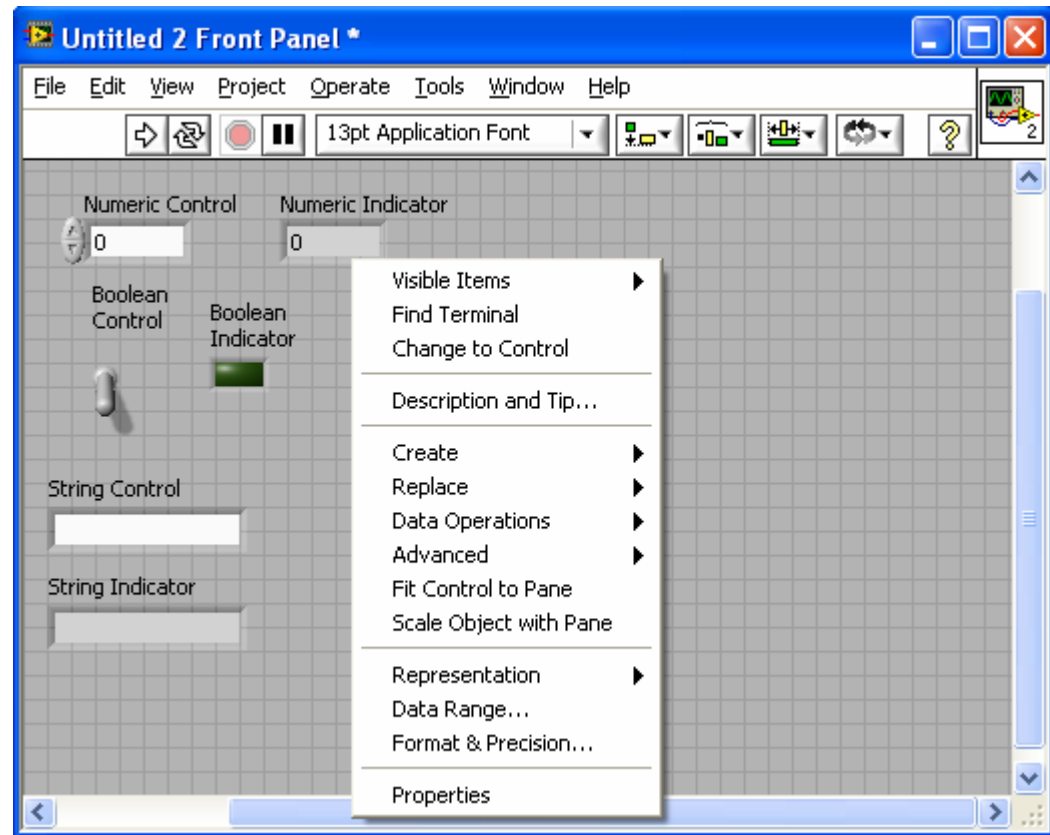 Untitled 2 Front Panel *
File Edit View Project Operate Tools Window Help
13pt Application Font
?
2
Numeric Control
Numeric Indicator
0
0
Boolean
Control
Boolean
Indicator
String Control
String Indicator
Visible Items
Find Terminal
Change to Control
Description and Tip...
Create
Replace
Data Operations
Advanced
Fit Control to Pane
Scale Object with Pane
Representation
Data Range...
Format & Precision...
Properties